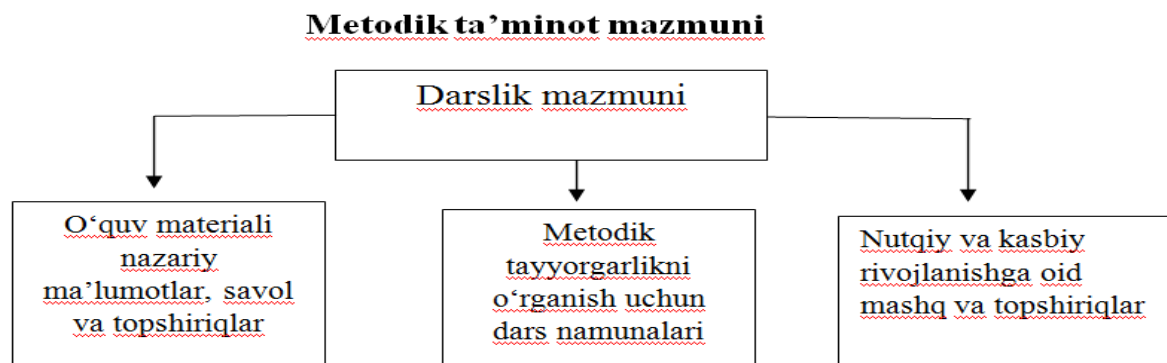 Metodik ta’minot mazmuni
Darslik mazmuni
O‘quv materiali
nazariy
ma’lumotlar, savol
va topshiriqlar
Metodik
tayyorgarlikni
o‘rganish uchun
dars namunalari
Nutqiy va kasbiy
rivojlanishga oid
mashq va topshiriqlar